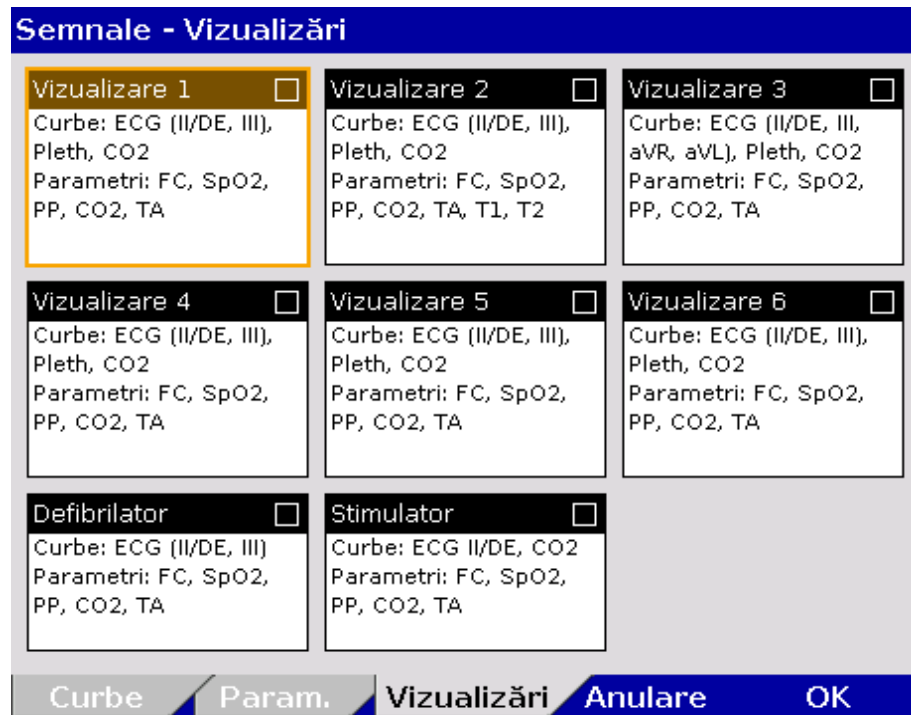 Semnale - Vizualizări
Vizualizare 1
Curbe: ECG (II/DE, III),
Pleth, CO2
Parametri: FC, SpO2,
PP, CO2, TA
Vizualizare 2
Curbe: ECG (II/DE, III),
Pleth, CO2
Parametri: FC, SpO2,
PP, CO2, TA, T1, T2
Vizualizare 3
Curbe: ECG (II/DE, III,
aVR, aVL), Pleth, CO2
Parametri: FC, SpO2,
PP, CO2, TA
Vizualizare 4
Curbe: ECG (II/DE, III),
Pleth, CO2
Parametri: FC, SpO2,
PP, CO2, TA
Vizualizare 5
Curbe: ECG (II/DE, III),
Pleth, CO2
Parametri: FC, SpO2,
PP, CO2, TA
Vizualizare 6
Curbe: ECG (II/DE, III),
Pleth, CO2
Parametri: FC, SpO2,
PP, CO2, TA
Defibrilator
Curbe: ECG (II/DE, III)
Parametri: FC, SpO2,
PP, CO2, TA
Stimulator
Curbe: ECG II/DE, CO2
Parametri: FC, SpO2,
PP, CO2, TA
Curbe Param. Vizualizări Anulare OK